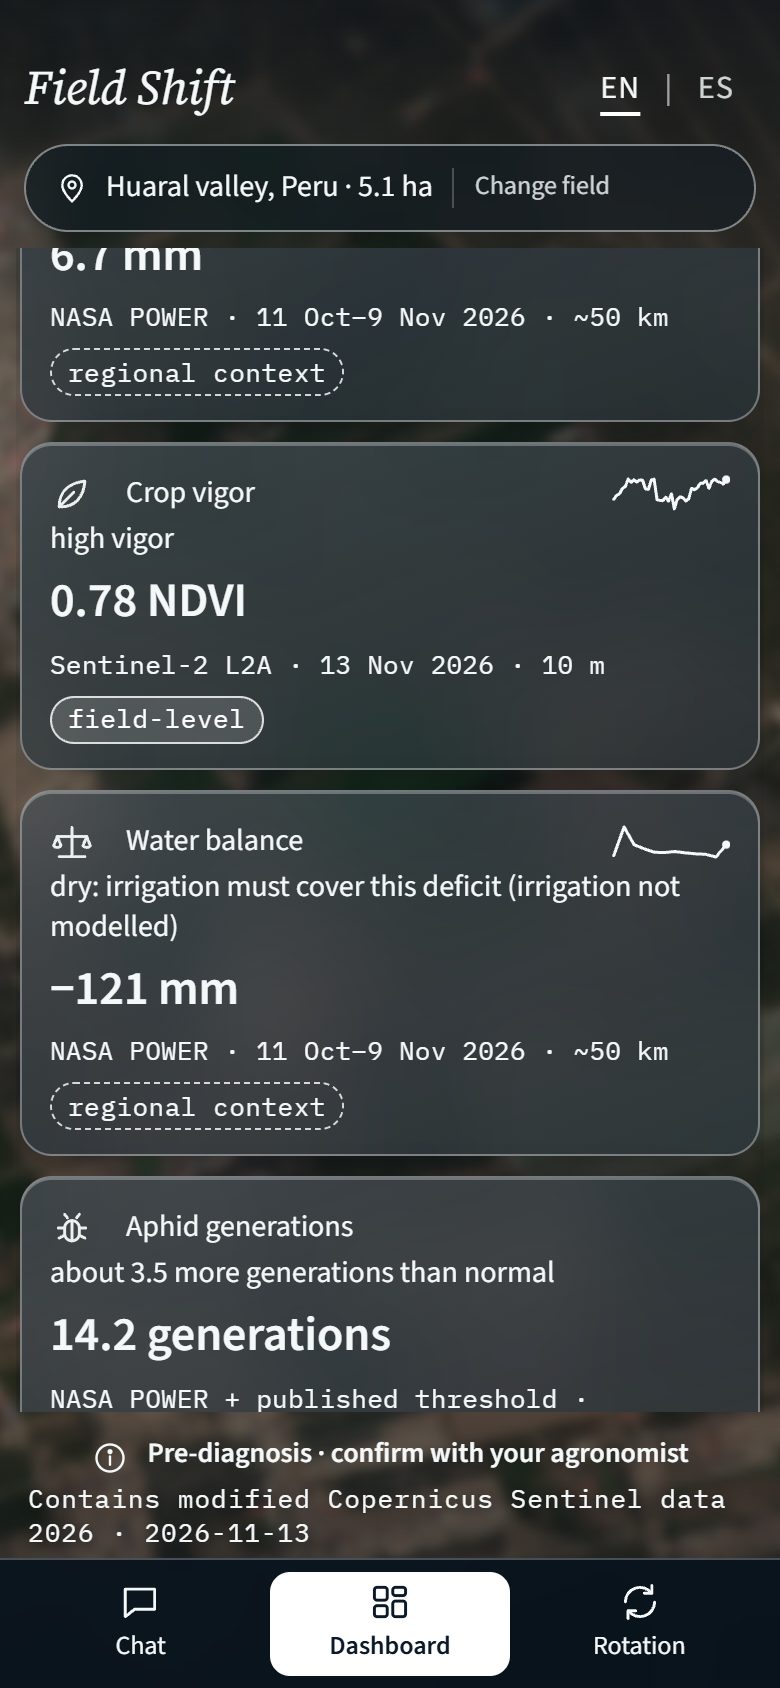 Field Shift
EN | ES
Huaral valley, Peru · 5.1 ha | Change field
6.7 mm
NASA POWER · 11 Oct–9 Nov 2026 · ~50 km
regional context
Crop vigor
high vigor
0.78 NDVI
Sentinel-2 L2A · 13 Nov 2026 · 10 m
field-level
Water balance
dry: irrigation must cover this deficit (irrigation not
modelled)
−121 mm
NASA POWER · 11 Oct–9 Nov 2026 · ~50 km
regional context
Aphid generations
about 3.5 more generations than normal
14.2 generations
NASA POWER + published threshold ·
Pre-diagnosis · confirm with your agronomist
Contains modified Copernicus Sentinel data
2026 · 2026-11-13
Chat
Dashboard
Rotation